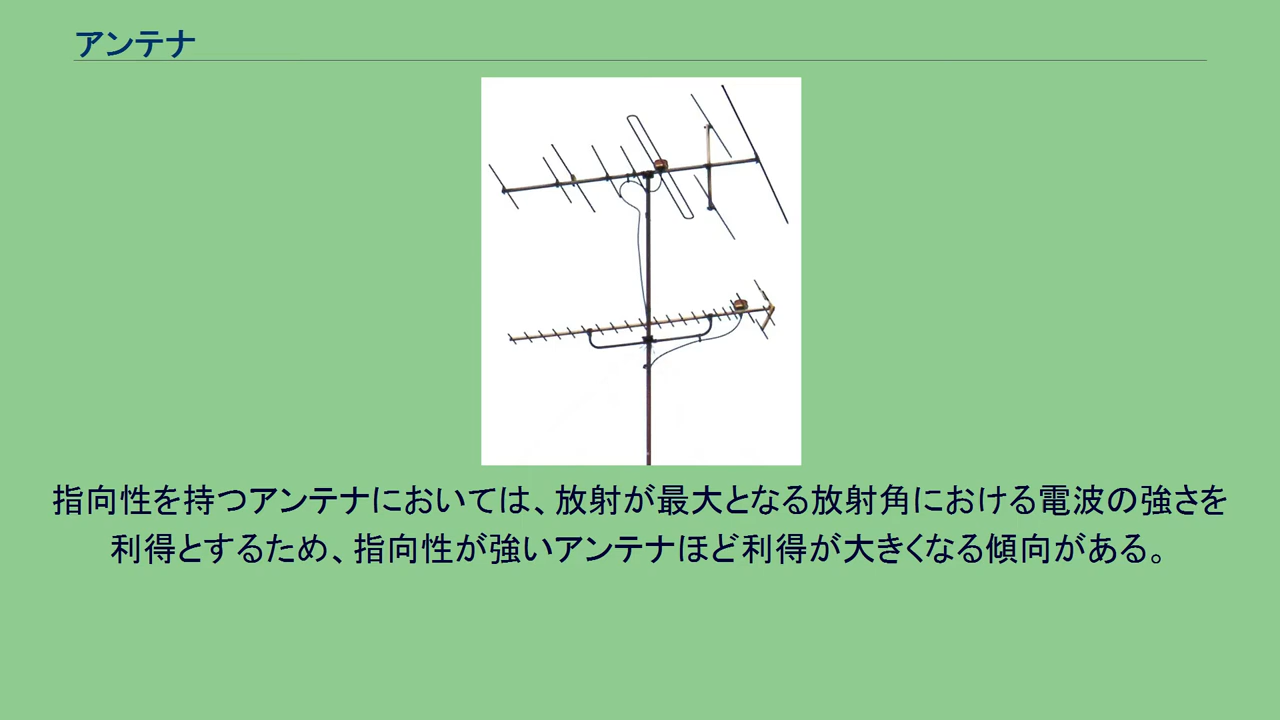 アンテナ
指向性を持つアンテナにおいては、放射が最大となる放射角における電波の強さを
利得とするため、指向性が強いアンテナほど利得が大きくなる傾向がある。